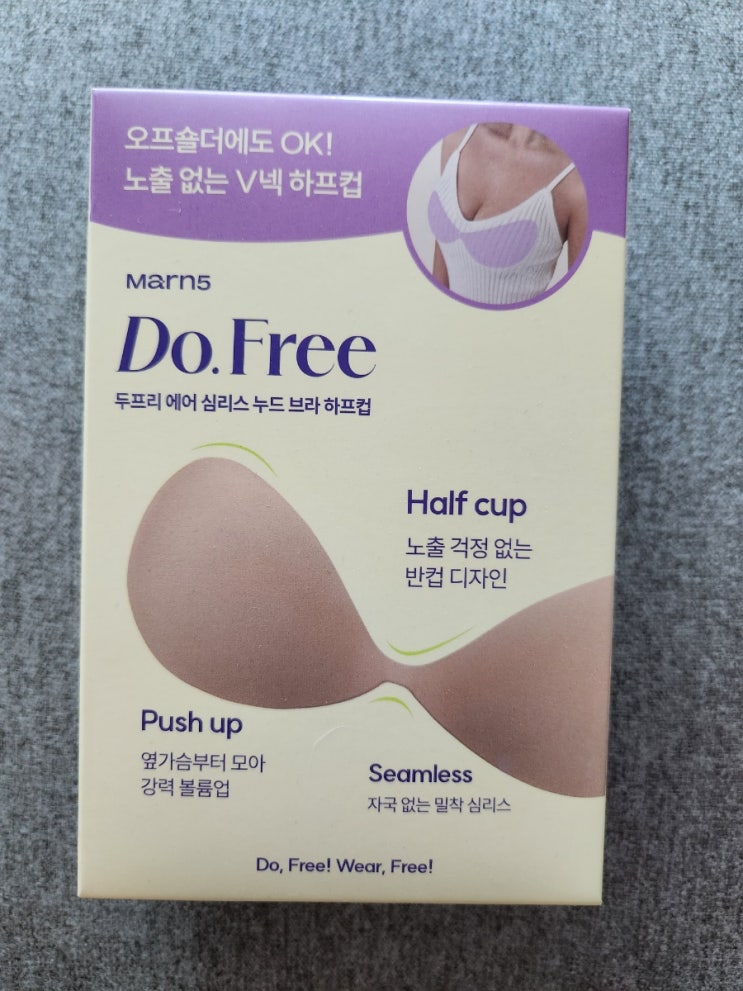 오프숄더에도 OK!
노출 없는 V넥 하프컵
Marn5
Do.Free
두프리 에어 심리스 누드 브라 하프컵
Half cup
노출 걱정 없는
반컵 디자인
Push up
옆가슴부터 모아
강력 볼륨업
Seamless
자국 없는 밀착 심리스
Do, Free! Wear, Free!